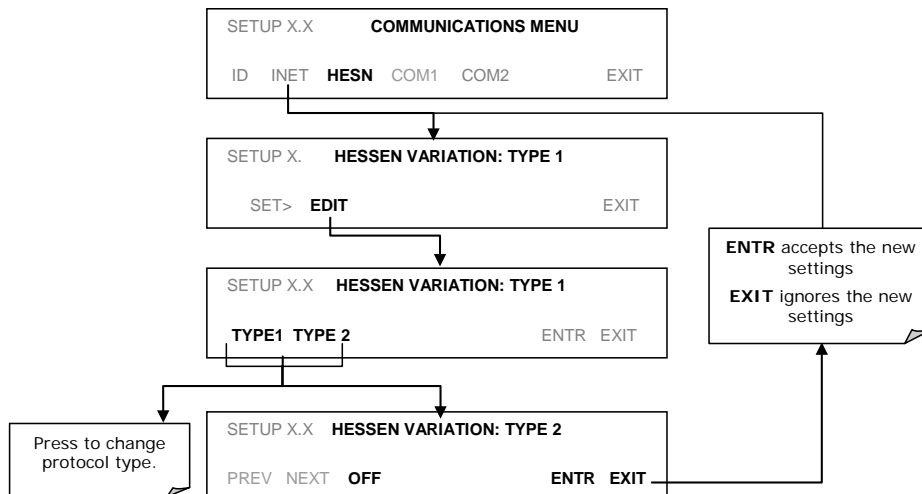 SETUP X.X COMMUNICATIONS MENU
ID INET HESN COM1 COM2 EXIT
SETUP X. HESSEN VARIATION: TYPE 1
SET> EDIT EXIT
ENTR accepts the new
settings
EXIT ignores the new
settings
SETUP X.X HESSEN VARIATION: TYPE 1
TYPE1 TYPE 2 ENTR EXIT
Press to change
protocol type.
SETUP X.X HESSEN VARIATION: TYPE 2
PREV NEXT OFF ENTR EXIT